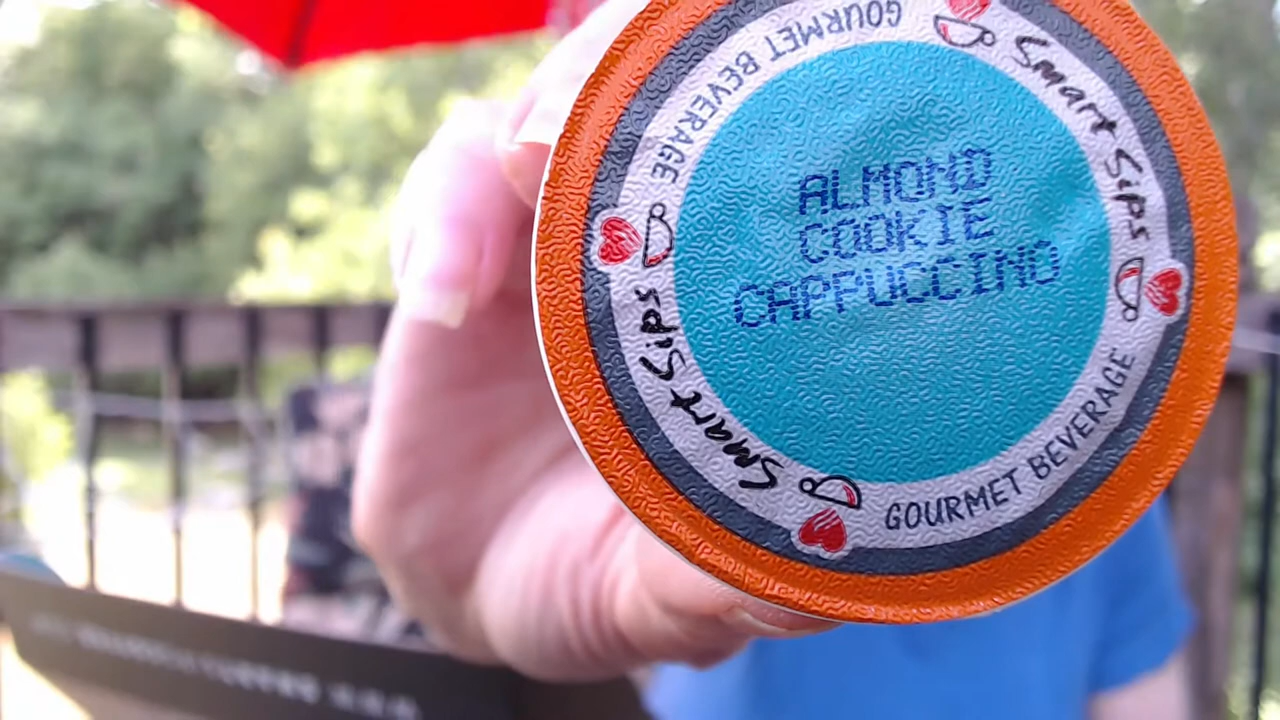 ALMOND
COOKIE
CAPPUCCINO
Smart Sips
GOURMET BEVERAGE
Smart Sips
GOURMET BEVERAGE